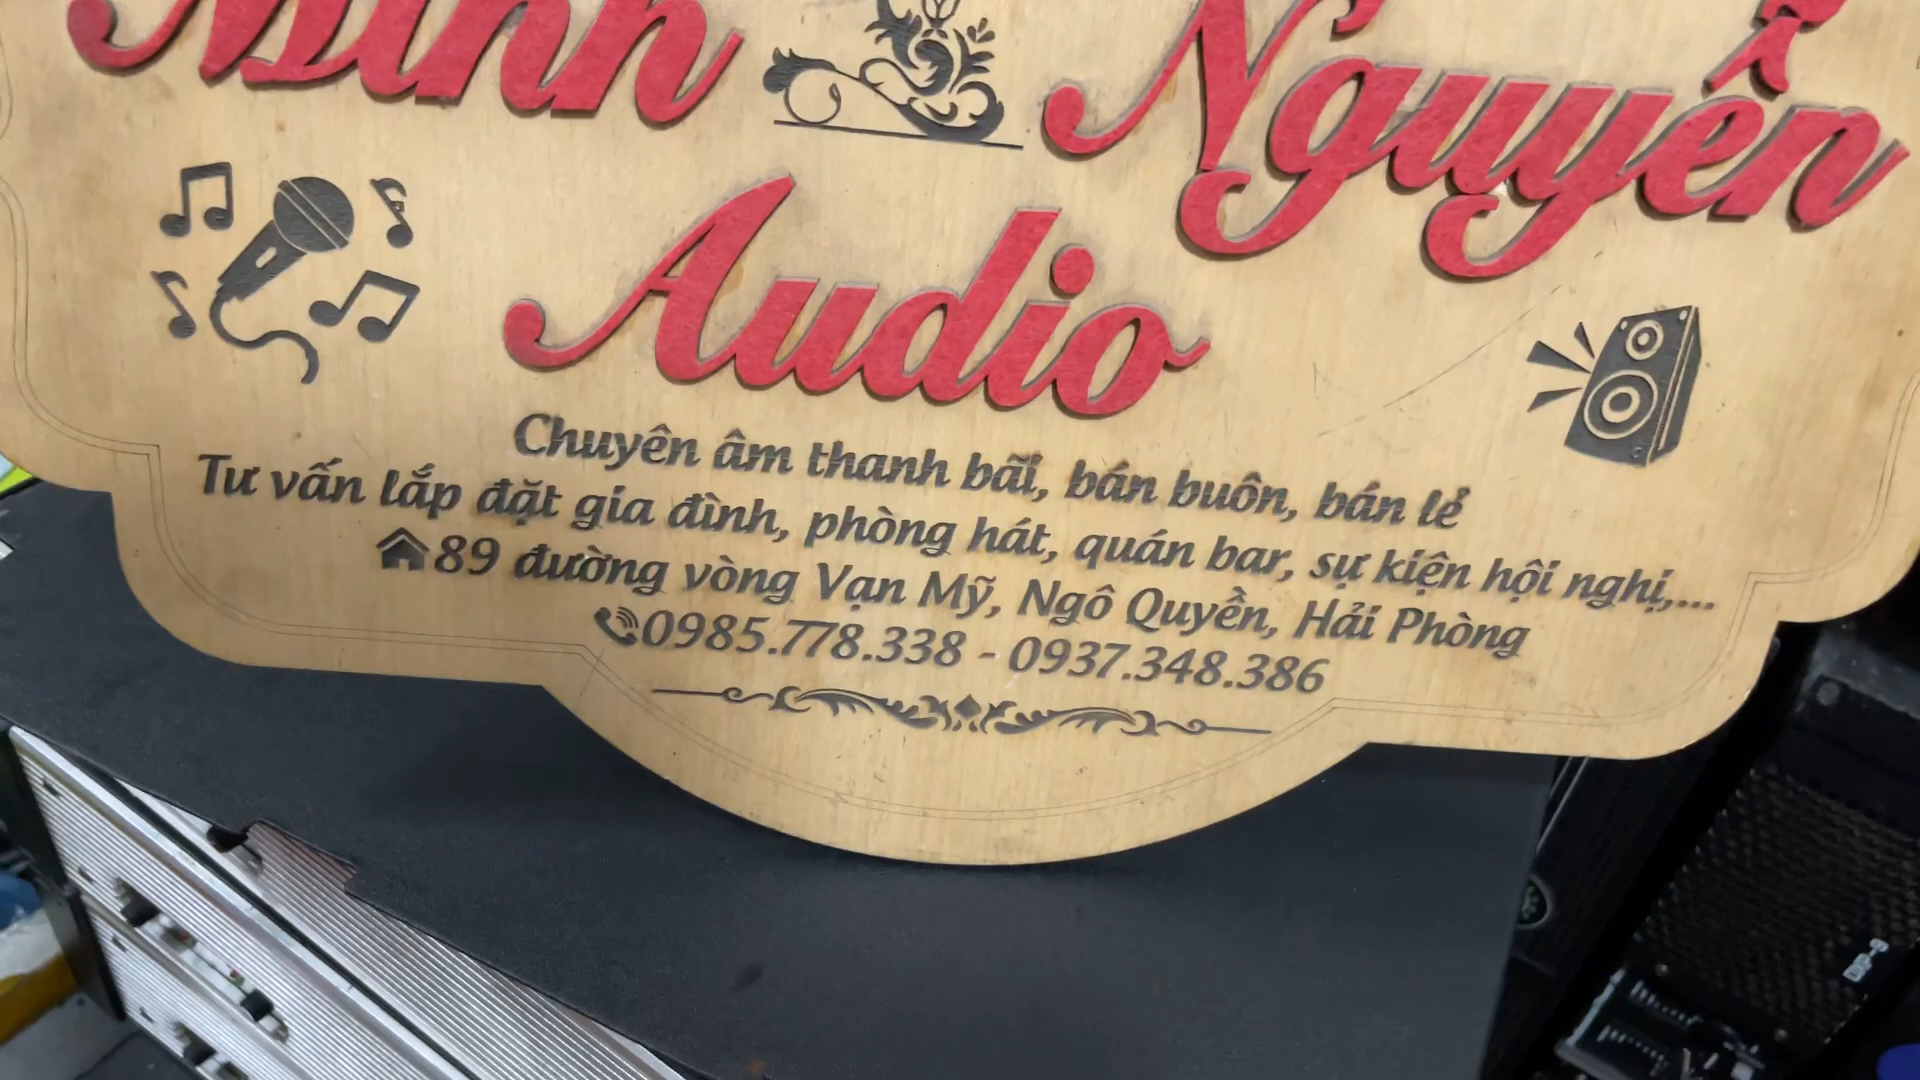 Minh Nguyễn
Audio
Chuyên âm thanh bãi, bán buôn, bán lẻ
Tư vấn lắp đặt gia đình, phòng hát, quán bar, sự kiện hội nghị,...
89 đường vòng Vạn Mỹ, Ngô Quyền, Hải Phòng
0985.778.338 - 0937.348.386